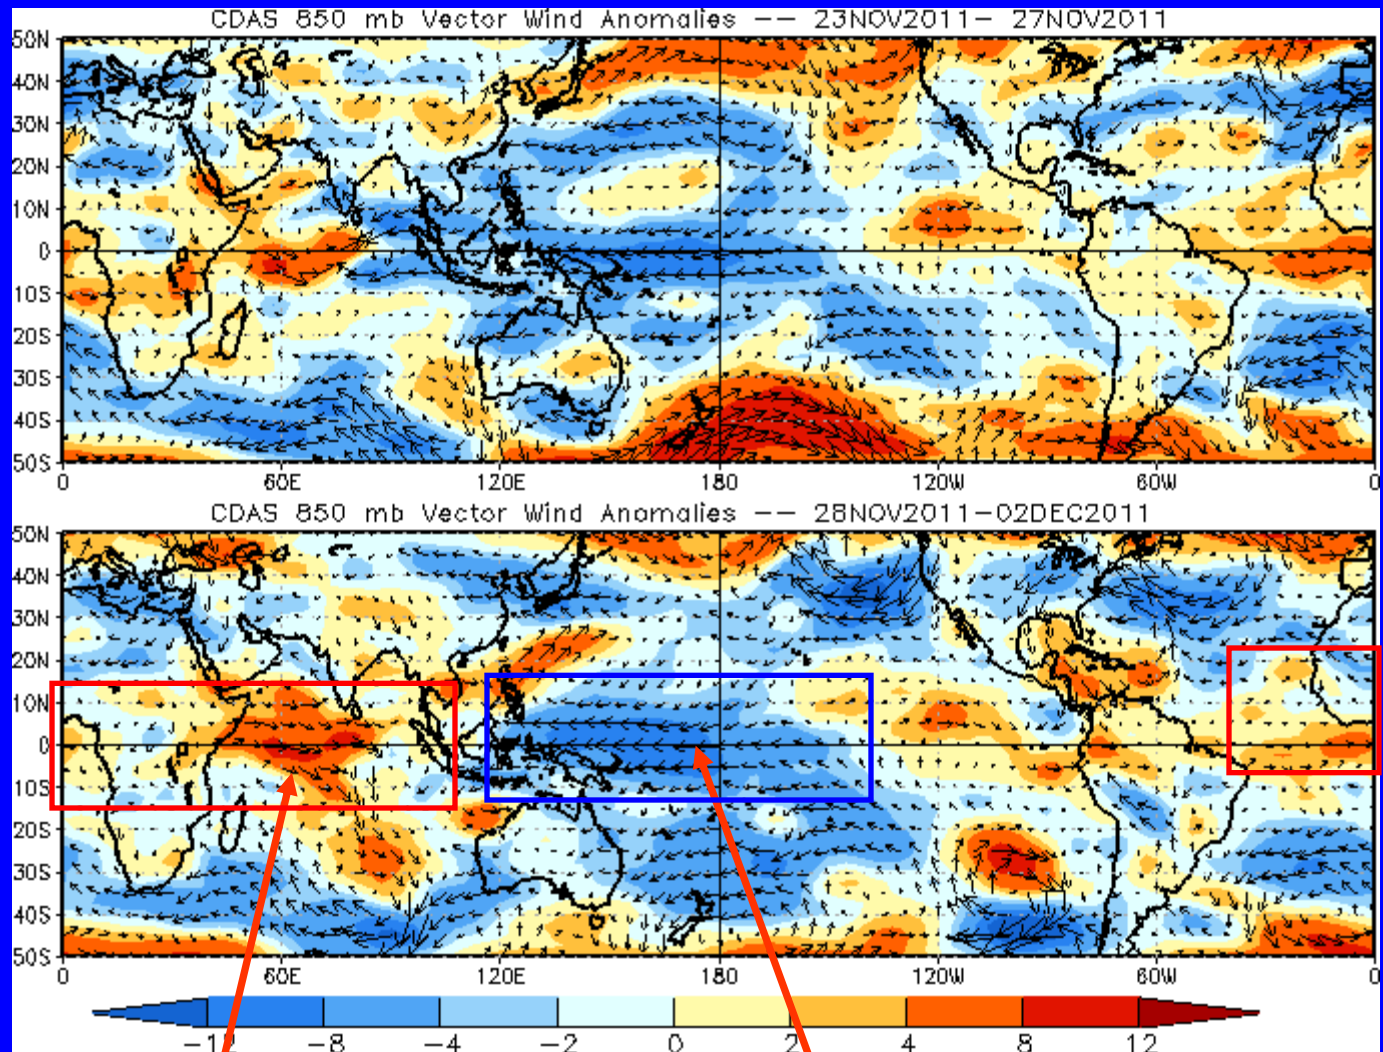 CDAS 850 mb Vector Wind Anomalies -- 23NOV2011- 27NOV2011
50N
40N
30N
20N
10N
0
10S
20S
30S
40S
50S
0 60E 120E 180 120W 60W 0
CDAS 850 mb Vector Wind Anomalies -- 28NOV2011-02DEC2011
50N
40N
30N
20N
10N
0
10S
20S
30S
40S
50S
0 60E 120E 180 120W 60W 0
-12 -8 -4 -2 0 2 4 8 12